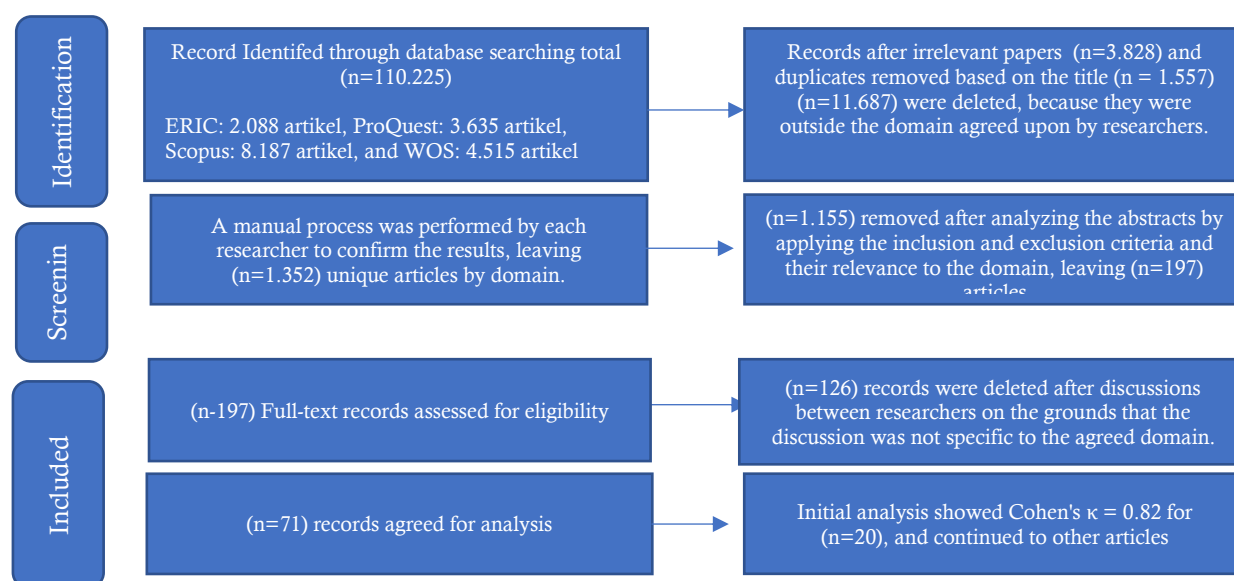 Identification
Record Identifed through database searching total
(n=110.225)
ERIC: 2.088 artikel, ProQuest: 3.635 artikel,
Scopus: 8.187 artikel, and WOS: 4.515 artikel
Records after irrelevant papers (n=3.828) and
duplicates removed based on the title (n = 1.557)
(n=11.687) were deleted, because they were
outside the domain agreed upon by researchers.
Screenin
A manual process was performed by each
researcher to confirm the results, leaving
(n=1.352) unique articles by domain.
(n=1.155) removed after analyzing the abstracts by
applying the inclusion and exclusion criteria and
their relevance to the domain, leaving (n=197)
articles
Included
(n-197) Full-text records assessed for eligibility
(n=126) records were deleted after discussions
between researchers on the grounds that the
discussion was not specific to the agreed domain.
(n=71) records agreed for analysis
Initial analysis showed Cohen's κ = 0.82 for
(n=20), and continued to other articles